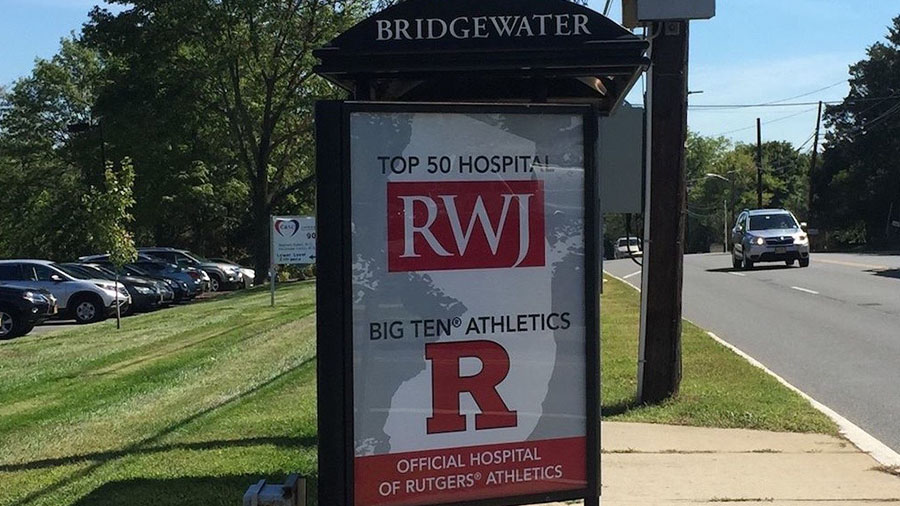 BRIDGEWATER
TOP 50 HOSPITAL
RWJ
BIG TEN® ATHLETICS
R
OFFICIAL HOSPITAL
OF RUTGERS® ATHLETICS